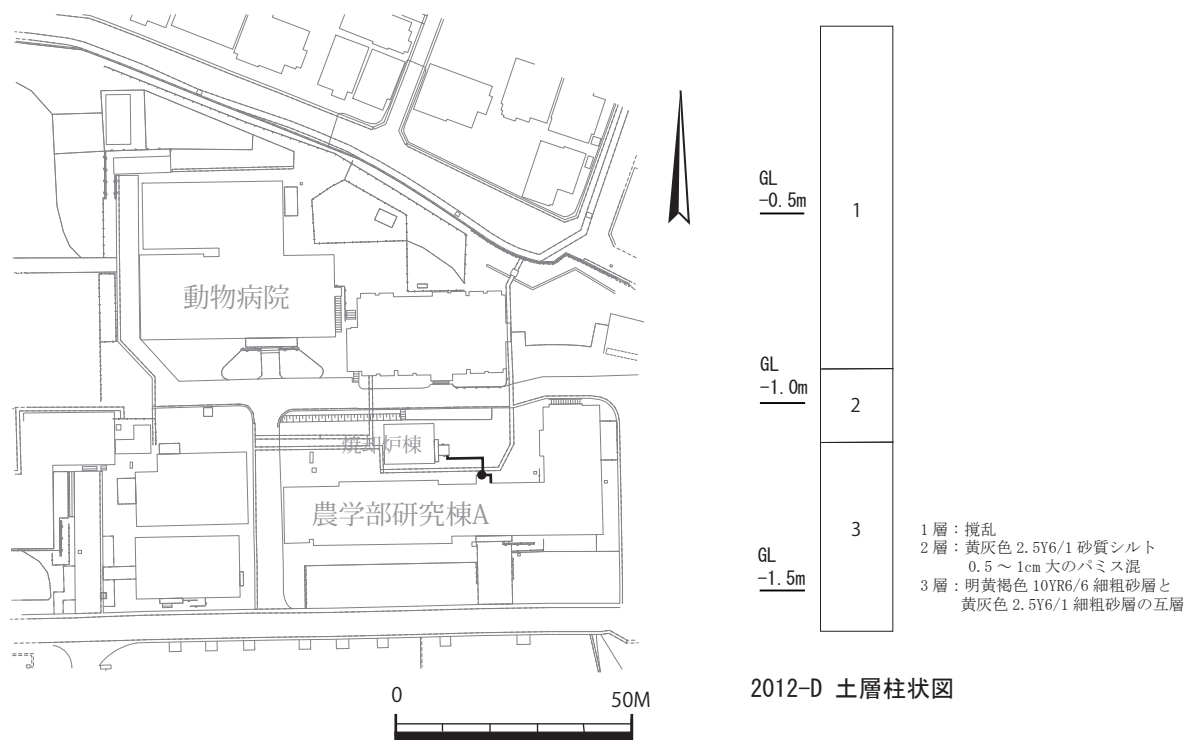 動物病院
焼却炉棟
農学部研究棟A
0
50M
GL
-0.5m
GL
-1.0m
GL
-1.5m
1
2
3
1層：撹乱
2層：黄灰色 2.5Y6/1 砂質シルト
0.5～1cm 大のパミス混
3層：明黄褐色 10YR6/6 細粗砂層と
黄灰色 2.5Y6/1 細粗砂層の互層
2012-D 土層柱状図